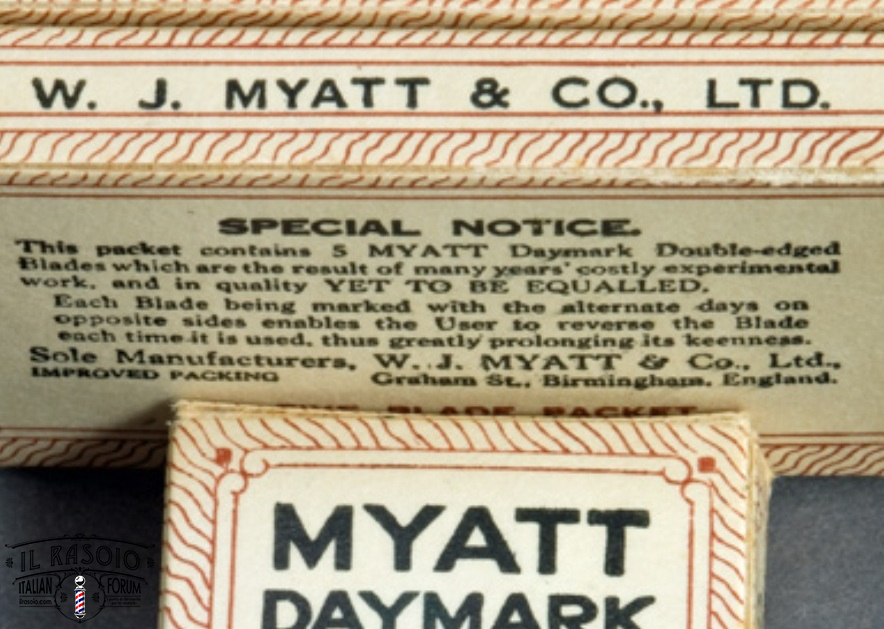 W. J. MYATT & CO., LTD.
SPECIAL NOTICE.
This packet contains 5 MYATT Daymark Double-edged
Blades which are the result of many years' costly experimental
work, and in quality YET TO BE EQUALLED.
Each Blade being marked with the alternate days on
opposite sides enables the User to reverse the Blade
each time it is used, thus greatly prolonging its keenness.
Sole Manufacturers, W. J. MYATT & Co., Ltd.,
IMPROVED PACKING Graham St., Birmingham, England.
BLADE PACKET
MYATT
DAYMARK
IL RASOIO
ITALIAN FORUM
ilrasoio.com